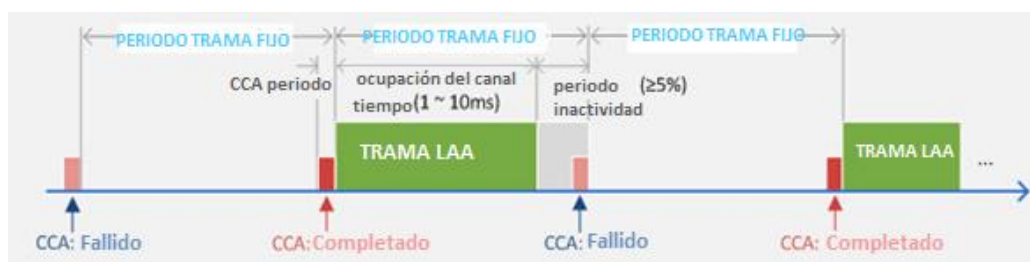 PERIODO TRAMA FIJO
PERIODO TRAMA FIJO
PERIODO TRAMA FIJO
CCA periodo
ocupación del canal
tiempo(1 ~ 10ms)
periodo (≥5%)
inactividad
TRAMA LAA
TRAMA LAA
...
CCA: Fallido
CCA:Completado
CCA: Fallido
CCA: Completado